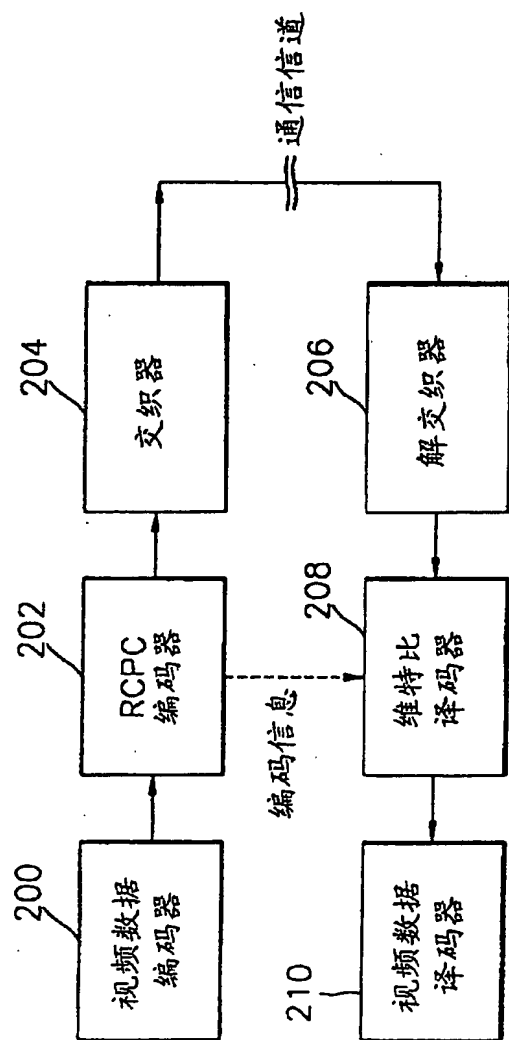 200
视频数据
编码器
202
RCPC
编码器
204
交织器
通信信道
编码信息
206
解交织器
208
维特比
译码器
210
视频数据
译码器